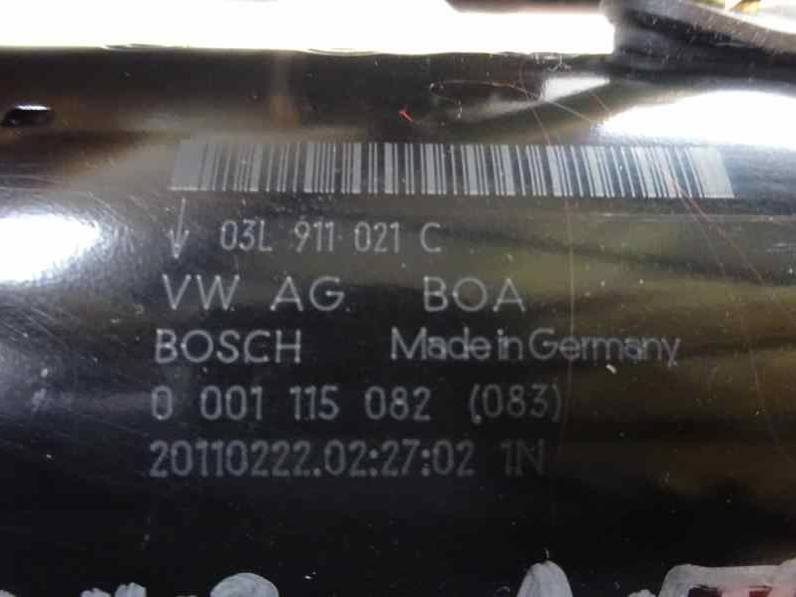 03L 911 021 C
VW AG BOA
BOSCH Made in Germany
0 001 115 082 (083)
20110222.02:27:02 1N